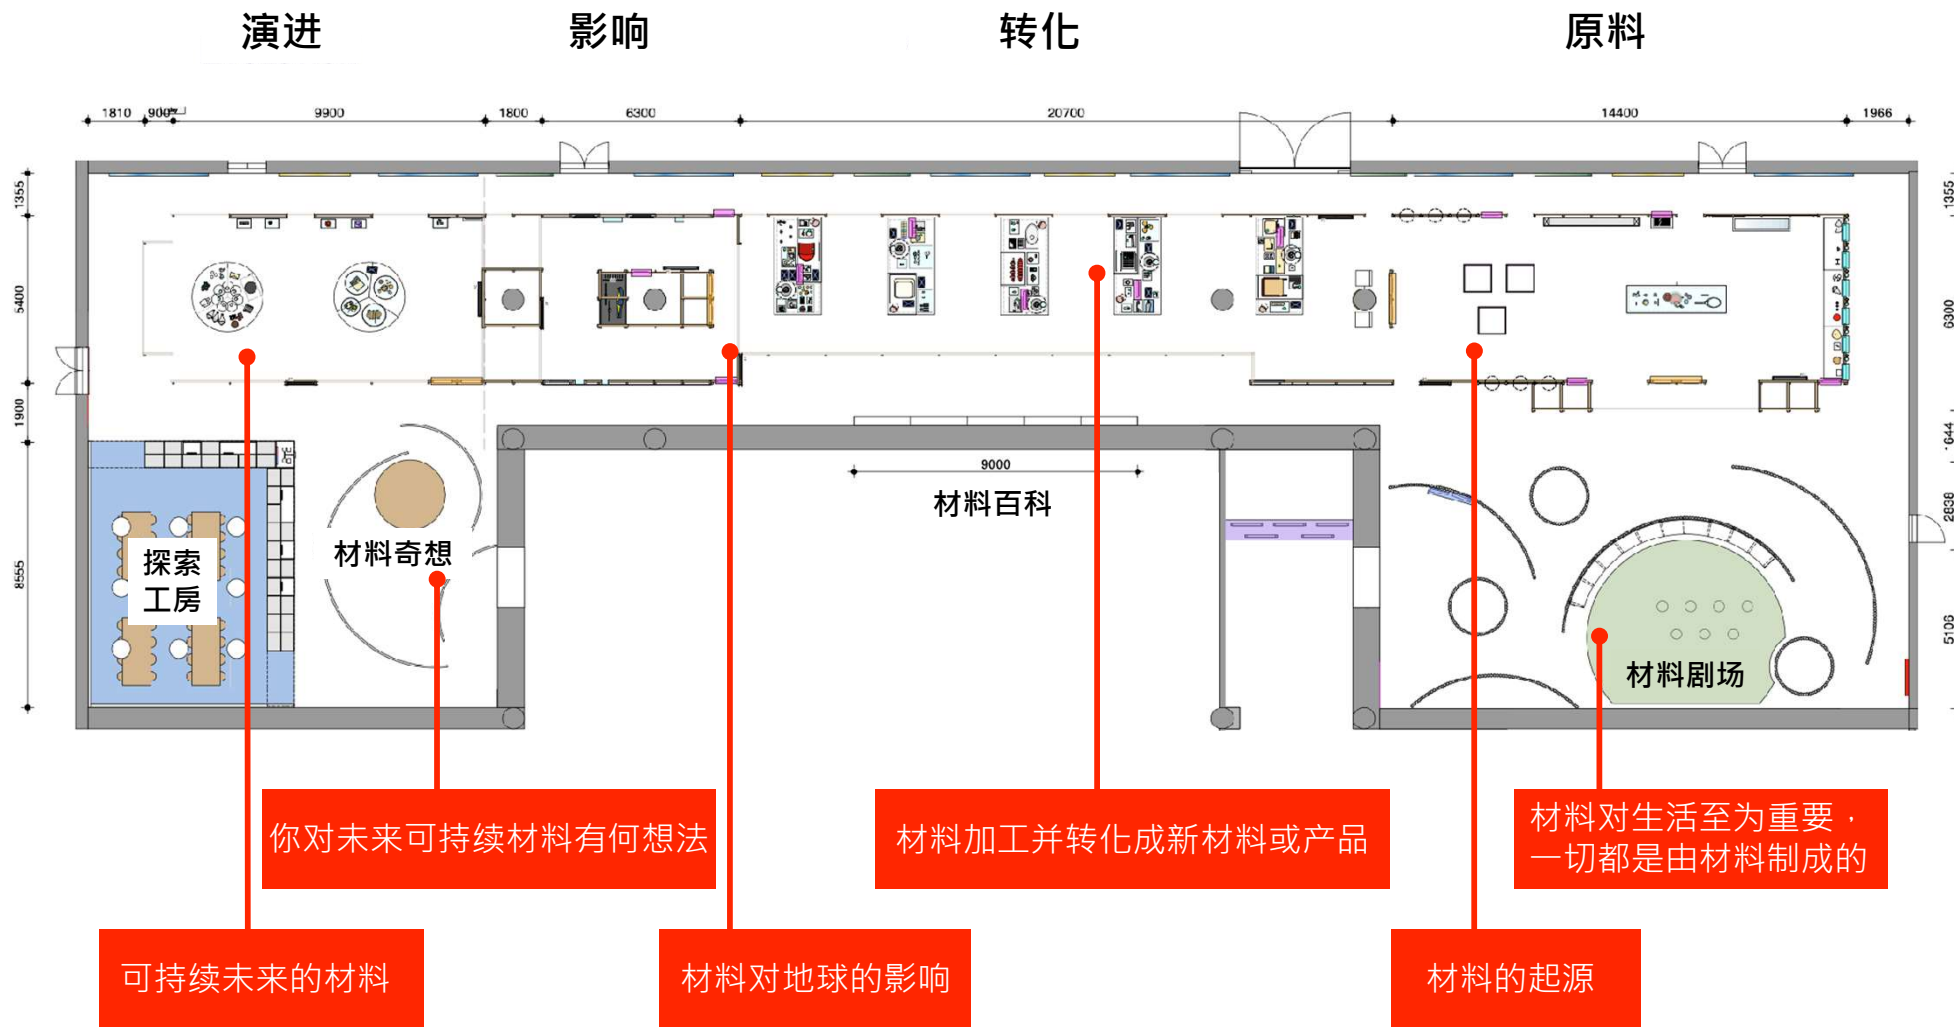 演进
影响
转化
原料
1810
900
9900
1800
6300
20700
14400
1966
1355
5400
1900
8555
1355
6300
1644
2838
5106
9000
材料百科
材料奇想
探索
工房
材料剧场
你对未来可持续材料有何想法
材料加工并转化成新材料或产品
材料对生活至为重要，
一切都是由材料制成的
可持续未来的材料
材料对地球的影响
材料的起源